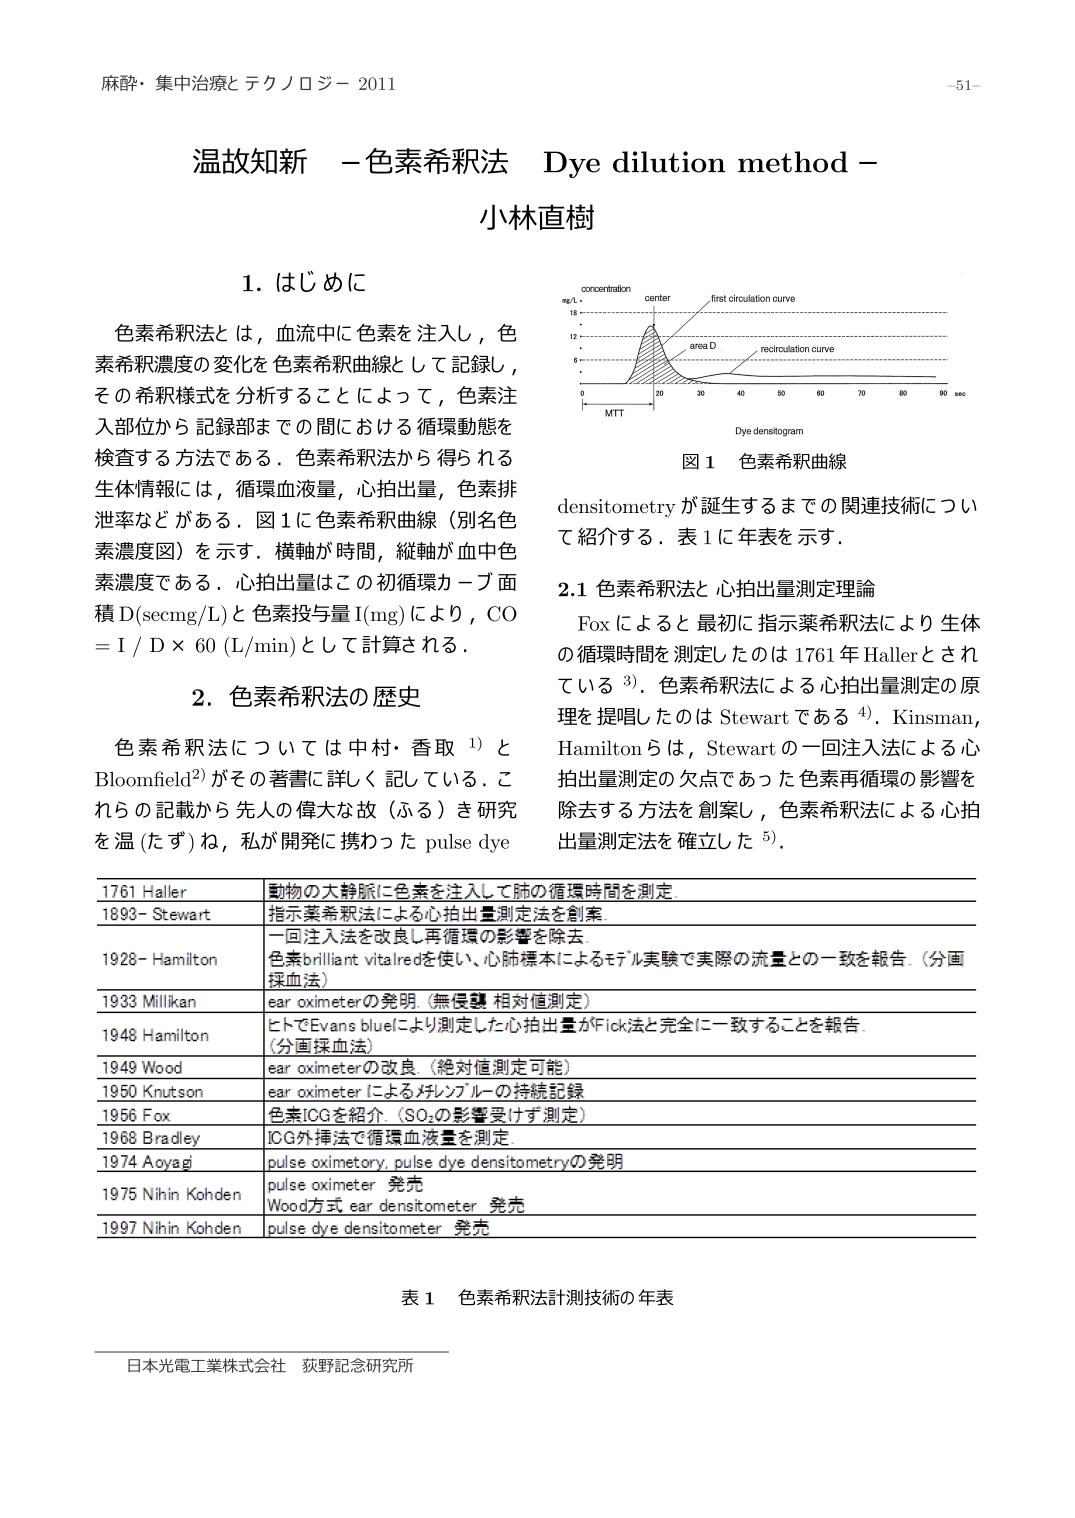 麻酔・集中治療とテクノロジー 2011
–51–
温故知新　−色素希釈法　Dye dilution method −
小林直樹
1. はじめに
色素希釈法とは，血流中に色素を注入し，色
素希釈濃度の変化を色素希釈曲線として記録し，
その希釈様式を分析することによって，色素注
入部位から記録部までの間における循環動態を
検査する方法である．色素希釈法から得られる
生体情報には，循環血液量，心拍出量，色素排
泄率などがある．図1に色素希釈曲線（別名色
素濃度図）を示す．横軸が時間，縦軸が血中色
素濃度である．心拍出量はこの初循環カーブ面
積 D(secmg/L) と色素投与量 I(mg) により，CO
= I / D × 60 (L/min) として計算される．
2. 色素希釈法の歴史
色素希釈法については中村・香取 1) と
Bloomfield2) がその著書に詳しく記している．こ
れらの記載から先人の偉大な故（ふる）き研究
を温 (たず) ね，私が開発に携わった pulse dye
concentration
mg/L
center
first circulation curve
18
12
area D
recirculation curve
6
0 20 30 40 50 60 70 80 90 sec
MTT
Dye densitogram
図 1　色素希釈曲線
densitometry が誕生するまでの関連技術につい
て紹介する．表 1 に年表を示す．
2.1 色素希釈法と心拍出量測定理論
Fox によると最初に指示薬希釈法により生体
の循環時間を測定したのは 1761 年 Haller とされ
ている 3)．色素希釈法による心拍出量測定の原
理を提唱したのは Stewart である 4)．Kinsman,
Hamilton らは，Stewart の一回注入法による心
拍出量測定の欠点であった色素再循環の影響を
除去する方法を創案し，色素希釈法による心拍
出量測定法を確立した 5)．
1761 Haller 動物の大静脈に色素を注入して肺の循環時間を測定.
1893- Stewart 指示薬希釈法による心拍出量測定法を創案.
一回注入法を改良し再循環の影響を除去.
1928- Hamilton 色素brilliant vitalredを使い、心肺標本によるﾓﾃﾞﾙ実験で実際の流量との一致を報告.（分画
採血法）
1933 Millikan ear oximeterの発明.（無侵襲 相対値測定）
1948 Hamilton ヒトでEvans blueにより測定した心拍出量がFick法と完全に一致することを報告.
（分画採血法）
1949 Wood ear oximeterの改良.（絶対値測定可能）
1950 Knutson ear oximeter によるﾒﾁﾚﾝﾌﾞﾙｰの持続記録
1956 Fox 色素ICGを紹介.（SO₂の影響受けず測定）
1968 Bradley ICG外挿法で循環血液量を測定.
1974 Aoyagi pulse oximetory, pulse dye densitometryの発明
1975 Nihin Kohden pulse oximeter 発売
Wood方式 ear densitometer 発売
1997 Nihin Kohden pulse dye densitometer 発売
表 1　色素希釈法計測技術の年表
日本光電工業株式会社　荻野記念研究所